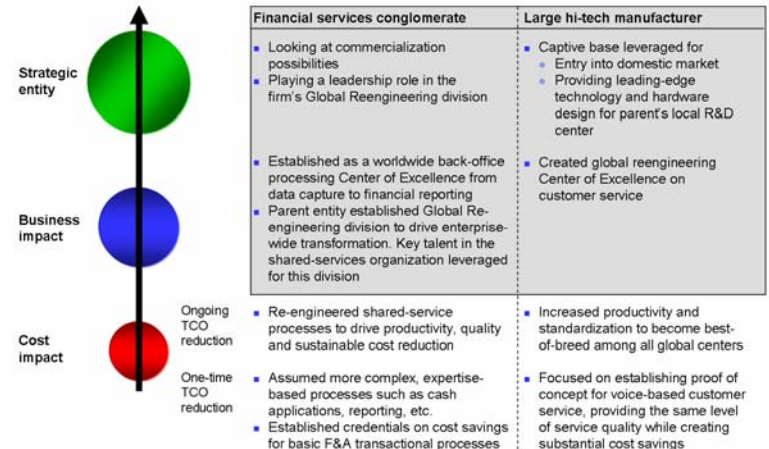 Financial services conglomerate
Large hi-tech manufacturer
Strategic
entity
Looking at commercialization
possibilities
Playing a leadership role in the
firm's Global Reengineering division
Captive base leveraged for
Entry into domestic market
Providing leading-edge
technology and hardware
design for parent's local R&D
center
Business
impact
Established as a worldwide back-office
processing Center of Excellence from
data capture to financial reporting
Parent entity established Global Re-
engineering division to drive enterprise-
wide transformation. Key talent in the
shared-services organization leveraged
for this division
Created global reengineering
Center of Excellence on
customer service
Cost
impact
Ongoing
TCO
reduction
Re-engineered shared-service
processes to drive productivity, quality
and sustainable cost reduction
Increased productivity and
standardization to become best-
of-breed among all global centers
One-time
TCO
reduction
Assumed more complex, expertise-
based processes such as cash
applications, reporting, etc.
Established credentials on cost savings
for basic F&A transactional processes
Focused on establishing proof of
concept for voice-based customer
service, providing the same level
of service quality while creating
substantial cost savings